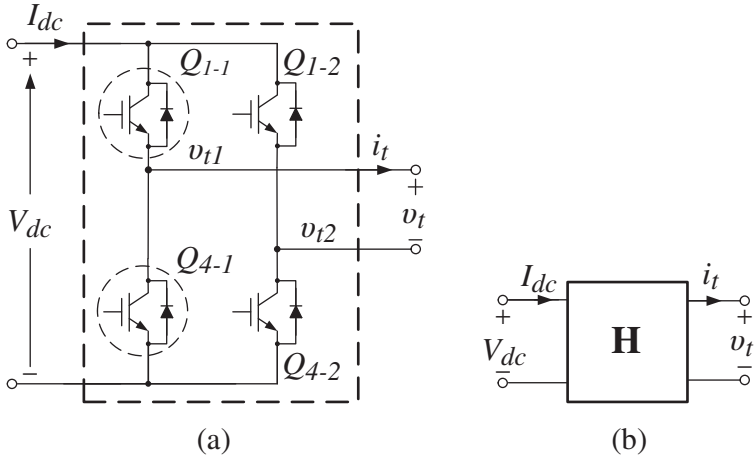 I_dc
+
Q_1-1
Q_1-2
v_t1
i_t
+
v_t
−
V_dc
v_t2
Q_4-1
Q_4-2
−
(a)
I_dc
i_t
+
+
V_dc
H
v_t
−
−
(b)